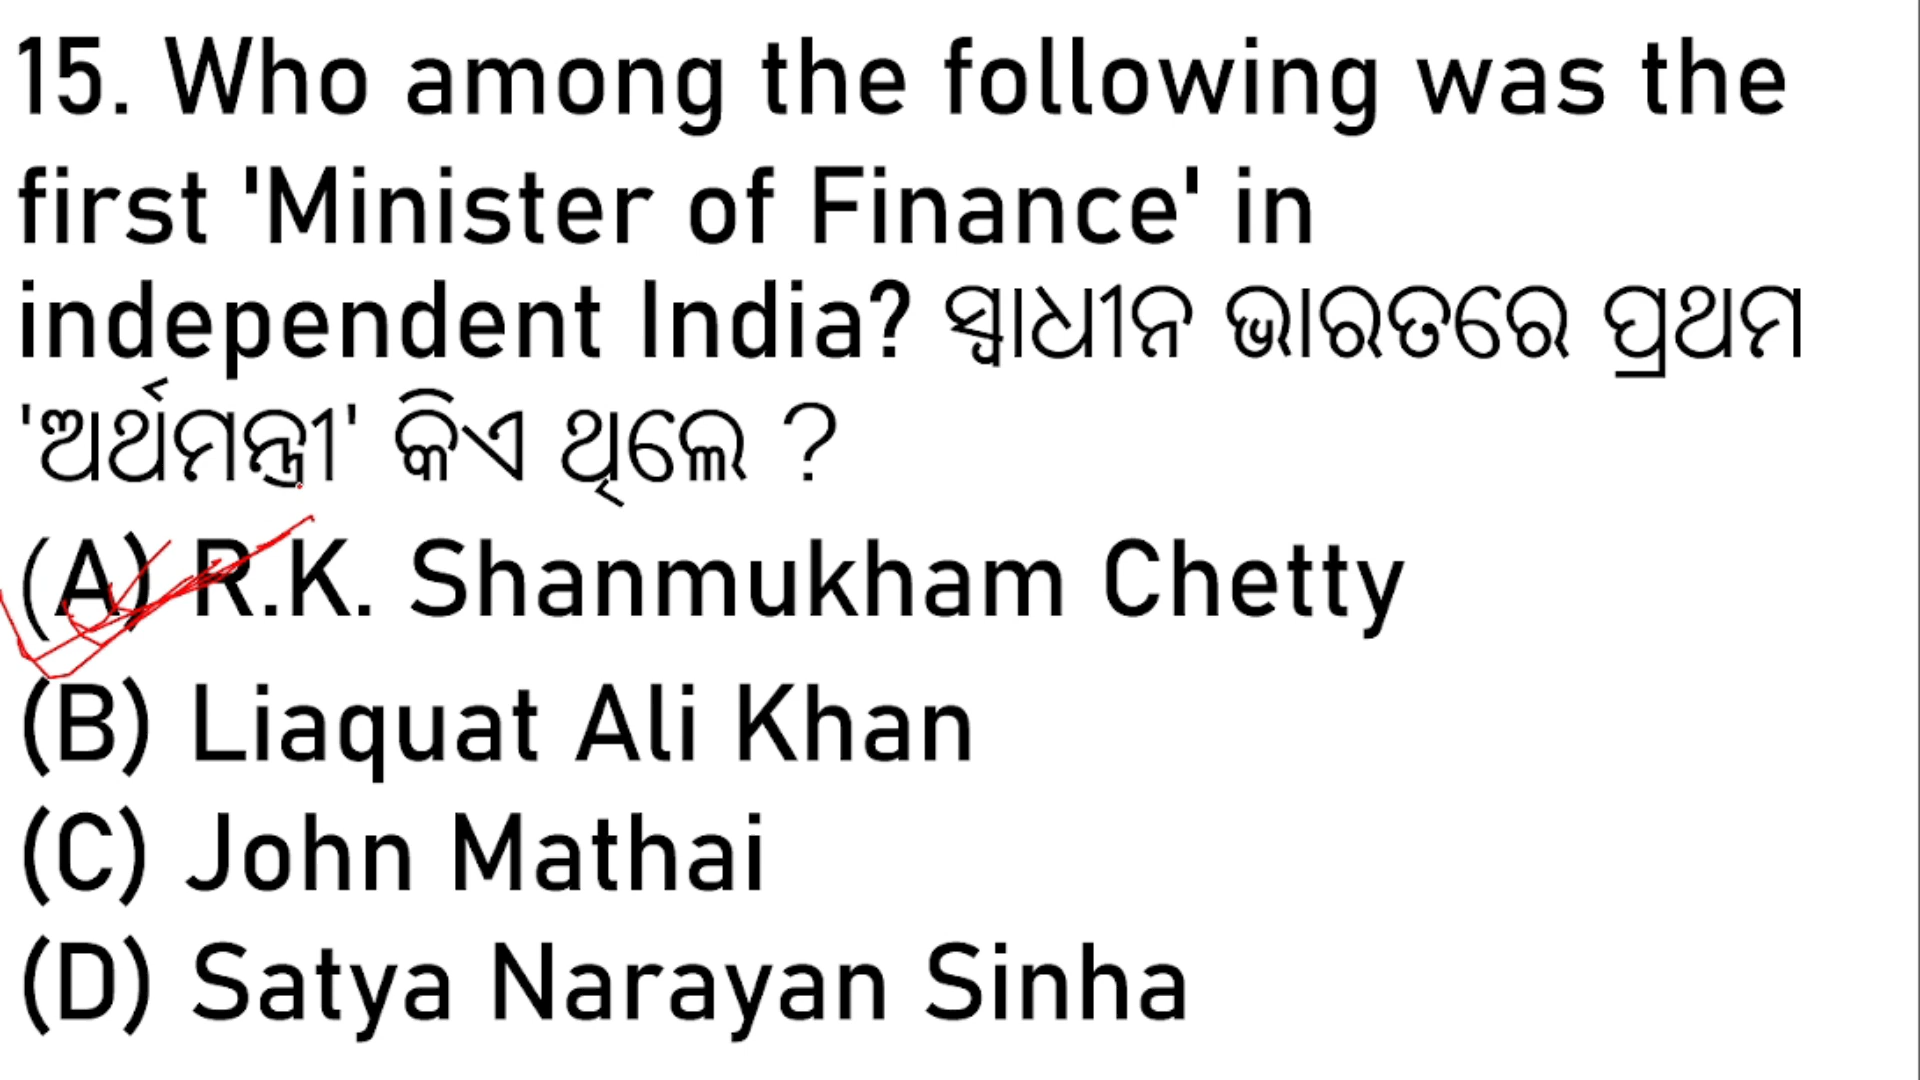 15. Who among the following was the
first 'Minister of Finance' in
independent India? ସ୍ୱାଧୀନ ଭାରତରେ ପ୍ରଥମ
'ଅର୍ଥମନ୍ତ୍ରୀ' କିଏ ଥିଲେ ?
(A) R.K. Shanmukham Chetty
(B) Liaquat Ali Khan
(C) John Mathai
(D) Satya Narayan Sinha